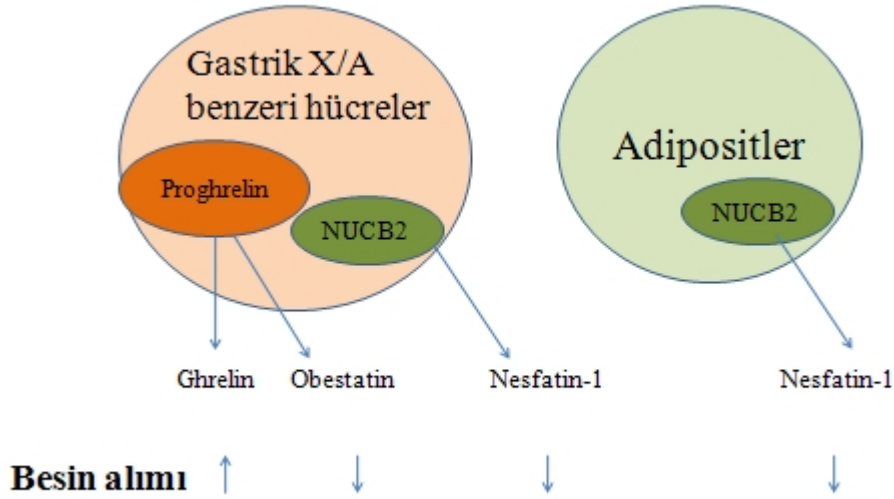 Gastrik X/A
benzeri hücreler
Proghrelin
NUCB2
Adipositler
NUCB2
Ghrelin
Obestatin
Nesfatin-1
Nesfatin-1
Besin alımı